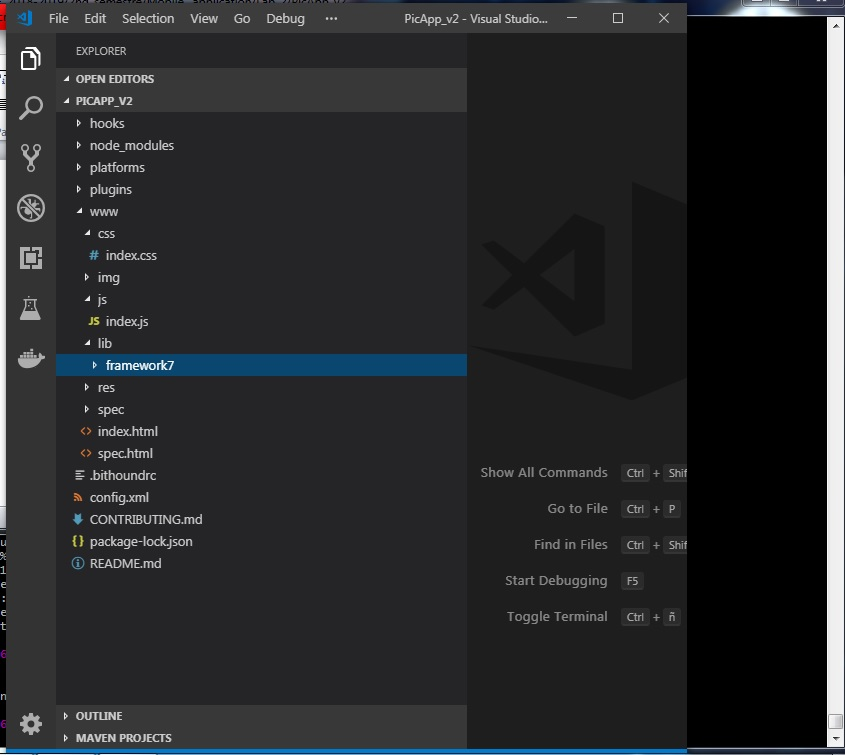 File Edit Selection View Go Debug ··· PicApp_v2 - Visual Studio...
EXPLORER
OPEN EDITORS
PICAPP_V2
hooks
node_modules
platforms
plugins
www
css
# index.css
img
js
JS index.js
lib
framework7
res
spec
<> index.html
<> spec.html
.bithoundrc
config.xml
CONTRIBUTING.md
{} package-lock.json
README.md
OUTLINE
MAVEN PROJECTS
Show All Commands Ctrl + Shif
Go to File Ctrl + P
Find in Files Ctrl + Shif
Start Debugging F5
Toggle Terminal Ctrl + ñ